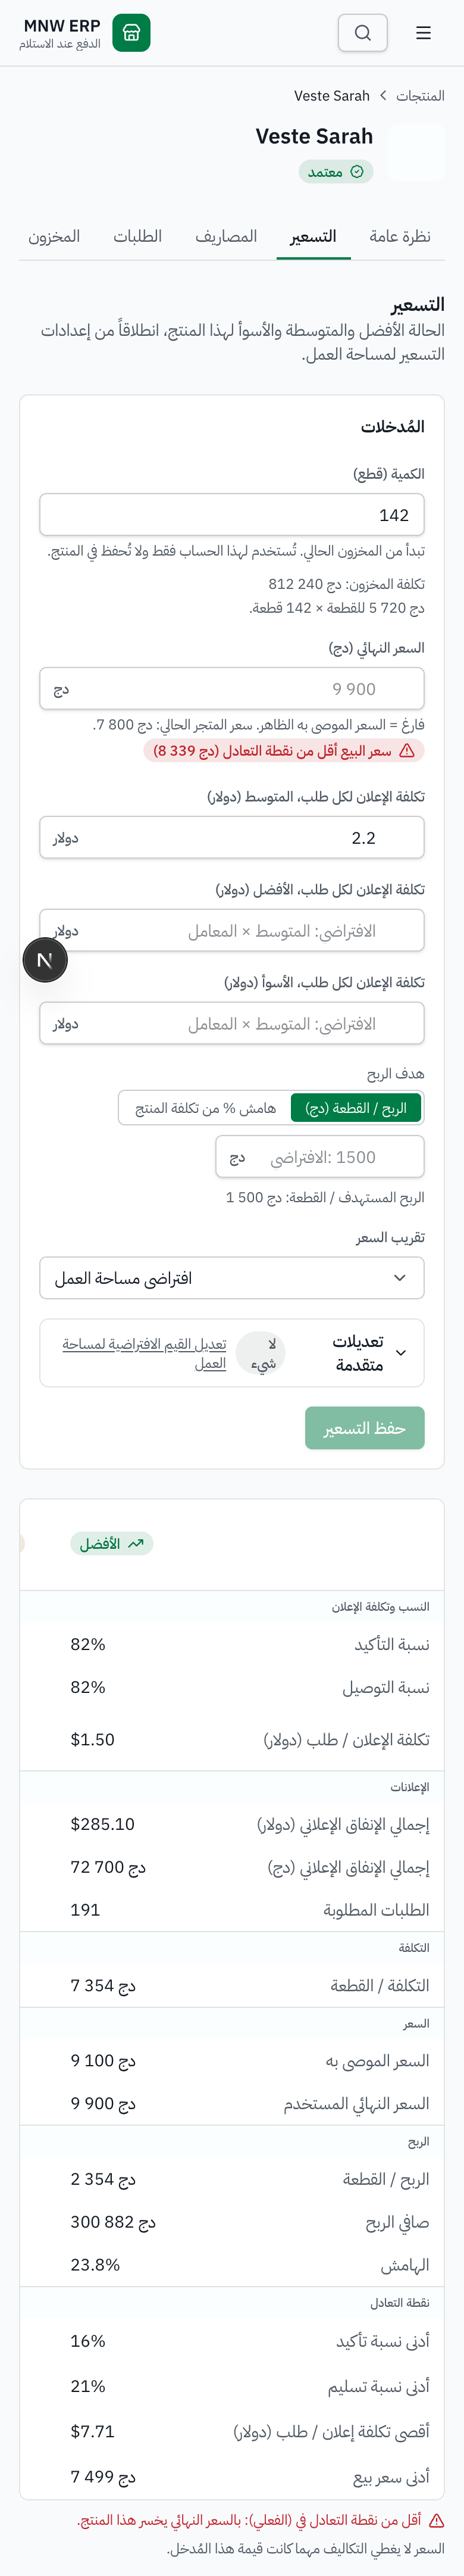 MNW ERP
الدفع عند الاستلام
المنتجات
Veste Sarah
Veste Sarah
معتمد
نظرة عامة
التسعير
المصاريف
الطلبات
المخزون
التسعير
الحالة الأفضل والمتوسطة والأسوأ لهذا المنتج، انطلاقاً من إعدادات
التسعير لمساحة العمل.
المُدخلات
الكمية (قطع)
142
تبدأ من المخزون الحالي. تُستخدم لهذا الحساب فقط ولا تُحفظ في المنتج.
تكلفة المخزون: دج 240 812
دج 720 5 للقطعة × 142 قطعة.
السعر النهائي (دج)
9 900
دج
فارغ = السعر الموصى به الظاهر. سعر المتجر الحالي: دج 800 7.
سعر البيع أقل من نقطة التعادل (دج 339 8)
تكلفة الإعلان لكل طلب، المتوسط (دولار)
2.2
دولار
تكلفة الإعلان لكل طلب، الأفضل (دولار)
الافتراضي: المتوسط × المعامل
دولار
N
تكلفة الإعلان لكل طلب، الأسوأ (دولار)
الافتراضي: المتوسط × المعامل
دولار
هدف الربح
الربح / القطعة (دج)
هامش % من تكلفة المنتج
1500 :الافتراضي
دج
الربح المستهدف / القطعة: دج 500 1
تقريب السعر
افتراضي مساحة العمل
تعديلات
متقدمة
لا
شيء
تعديل القيم الافتراضية لمساحة
العمل
حفظ التسعير
الأفضل
النسب وتكلفة الإعلان
نسبة التأكيد
82%
نسبة التوصيل
82%
تكلفة الإعلان / طلب (دولار)
$1.50
الإعلانات
إجمالي الإنفاق الإعلاني (دولار)
$285.10
إجمالي الإنفاق الإعلاني (دج)
72 700 دج
الطلبات المطلوبة
191
التكلفة
التكلفة / القطعة
7 354 دج
السعر
السعر الموصى به
9 100 دج
السعر النهائي المستخدم
9 900 دج
الربح
الربح / القطعة
2 354 دج
صافي الربح
300 882 دج
الهامش
23.8%
نقطة التعادل
أدنى نسبة تأكيد
16%
أدنى نسبة تسليم
21%
أقصى تكلفة إعلان / طلب (دولار)
$7.71
أدنى سعر بيع
7 499 دج
أقل من نقطة التعادل في (الفعلي): بالسعر النهائي يخسر هذا المنتج.
السعر لا يغطي التكاليف مهما كانت قيمة هذا المُدخل.